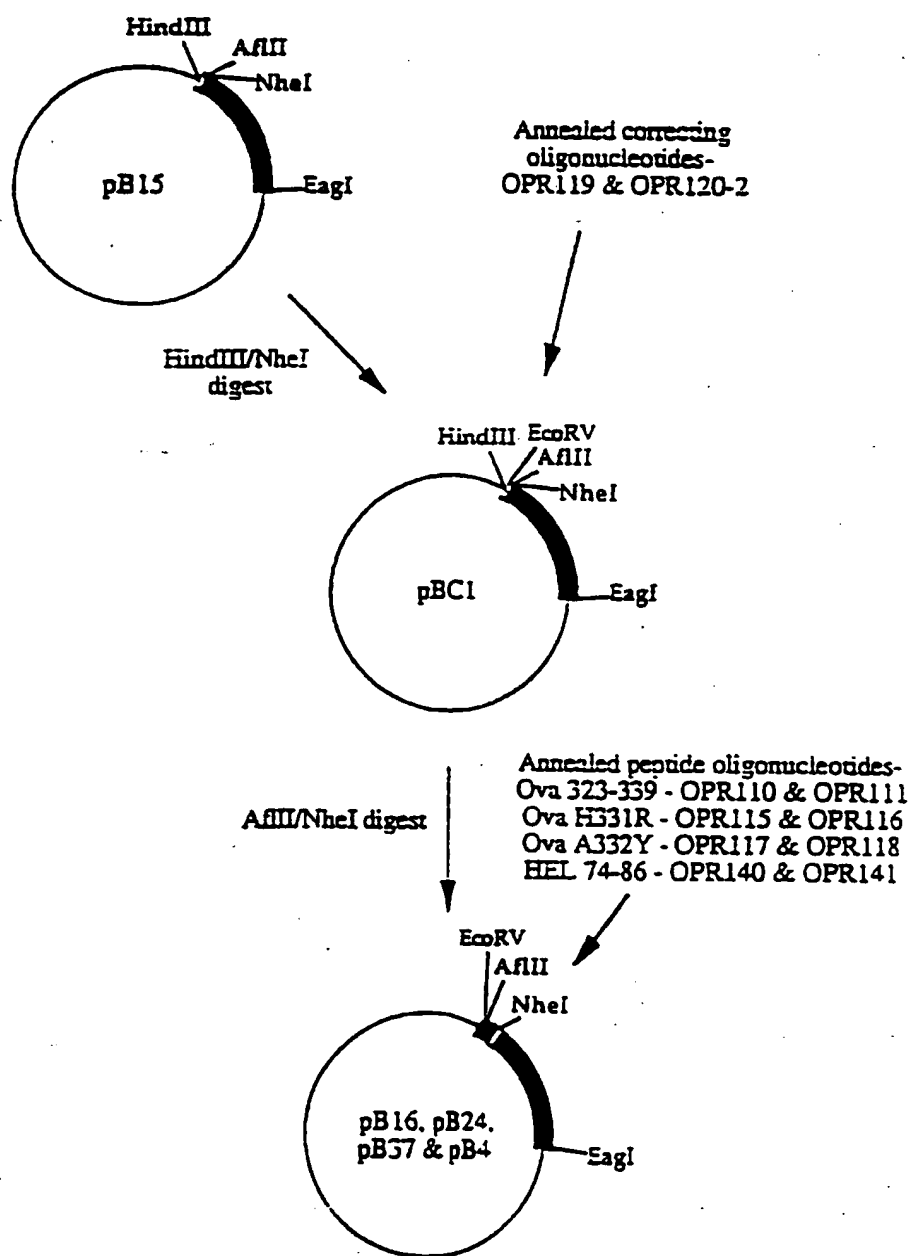 HindIII
AflII
NheI
pB15
EagI
Annealed correcting
oligonucleotides-
OPR119 & OPR120-2
HindIII/NheI
digest
HindIII
EcoRV
AflII
NheI
pBC1
EagI
AflII/NheI digest
Annealed peptide oligonucleotides-
Ova 323-339 - OPR110 & OPR111
Ova H331R - OPR115 & OPR116
Ova A332Y - OPR117 & OPR118
HEL 74-86 - OPR140 & OPR141
EcoRV
AflII
NheI
pB16, pB24,
pB37 & pB4
EagI